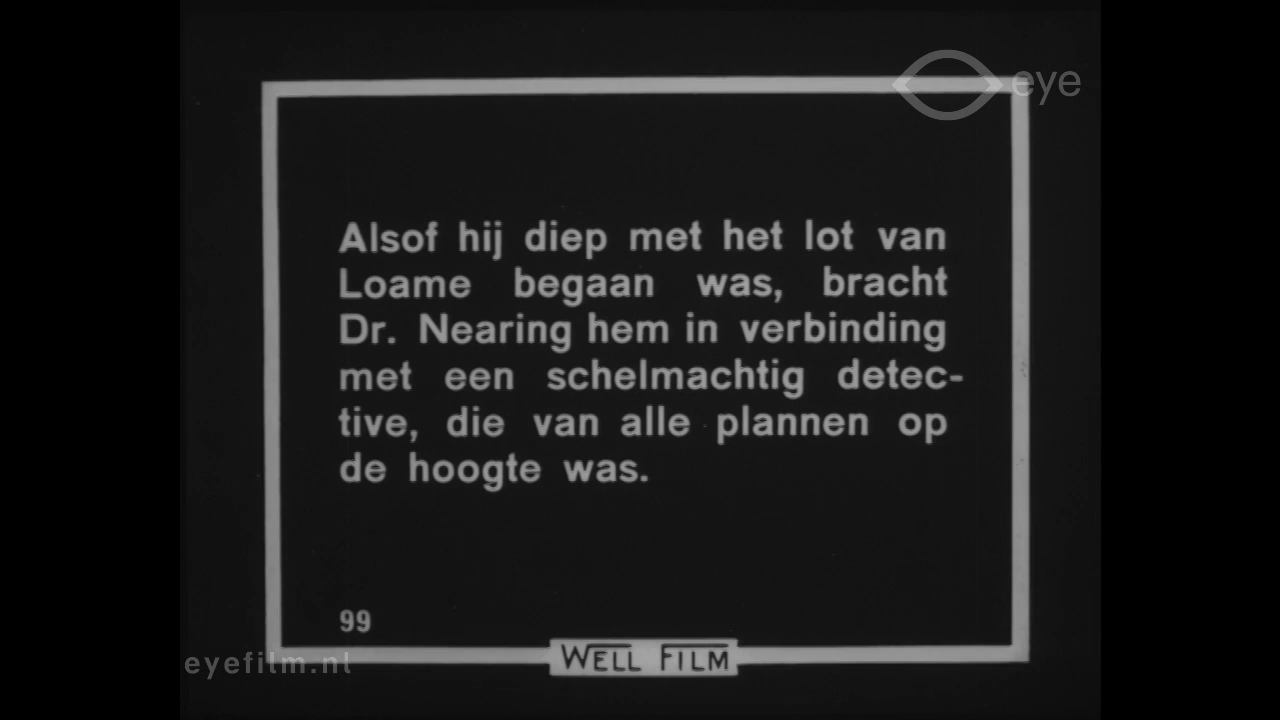 eye
Alsof hij diep met het lot van
Loame begaan was, bracht
Dr. Nearing hem in verbinding
met een schelmachtig detec-
tive, die van alle plannen op
de hoogte was.
99
WELL FILM
eyefilm.nl